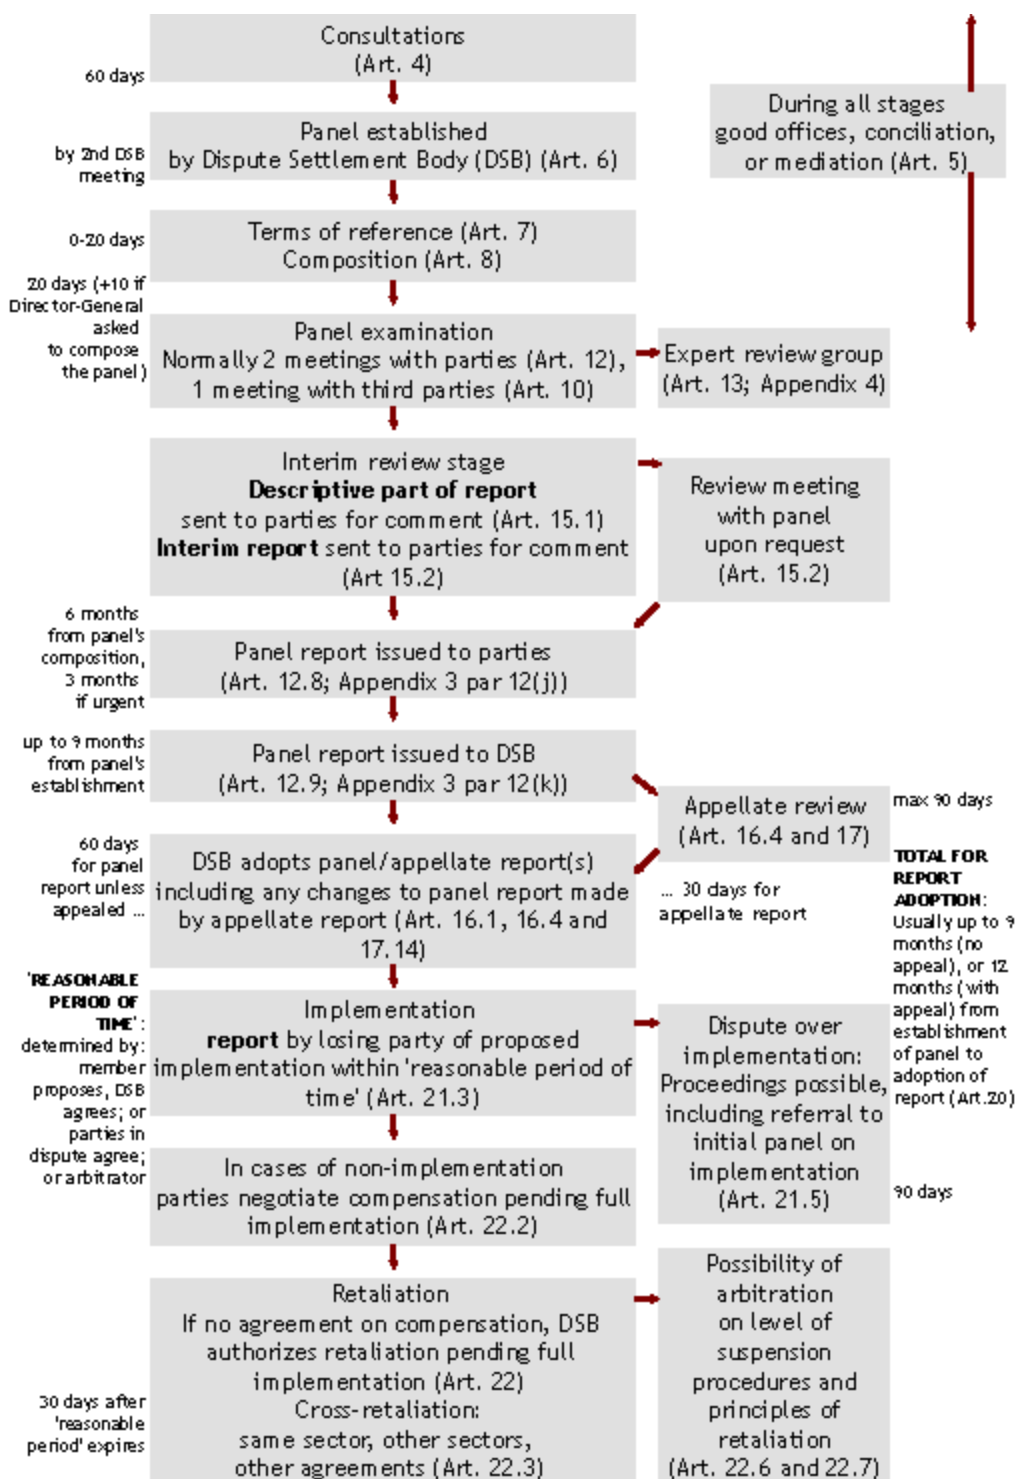 Consultations
(Art. 4)
60 days
During all stages
good offices, conciliation,
or mediation (Art. 5)
Panel established
by Dispute Settlement Body (DSB) (Art. 6)
by 2nd DSB
meeting
0-20 days
Terms of reference (Art. 7)
Composition (Art. 8)
20 days (+10 if
Director-General
asked
to compose
the panel)
Panel examination
Normally 2 meetings with parties (Art. 12),
1 meeting with third parties (Art. 10)
Expert review group
(Art. 13; Appendix 4)
Interim review stage
Descriptive part of report
sent to parties for comment (Art. 15.1)
Interim report sent to parties for comment
(Art 15.2)
Review meeting
with panel
upon request
(Art. 15.2)
6 months
from panel's
composition,
3 months
if urgent
Panel report issued to parties
(Art. 12.8; Appendix 3 par 12(j))
up to 9 months
from panel's
establishment
Panel report issued to DSB
(Art. 12.9; Appendix 3 par 12(k))
Appellate review
(Art. 16.4 and 17)
max 90 days
60 days
for panel
report unless
appealed ...
DSB adopts panel/appellate report(s)
including any changes to panel report made
by appellate report (Art. 16.1, 16.4 and
17.14)
... 30 days for
appellate report
TOTAL FOR
REPORT
ADOPTION:
Usually up to 9
months (no
appeal), or 12
months (with
appeal) from
establishment
of panel to
adoption of
report (Art.20)
'REASONABLE
PERIOD OF
TIME':
determined by:
member
proposes, DSB
agrees; or
parties in
dispute agree;
or arbitrator
Implementation
report by losing party of proposed
implementation within 'reasonable period of
time' (Art. 21.3)
Dispute over
implementation:
Proceedings possible,
including referral to
initial panel on
implementation
(Art. 21.5)
90 days
In cases of non-implementation
parties negotiate compensation pending full
implementation (Art. 22.2)
Retaliation
If no agreement on compensation, DSB
authorizes retaliation pending full
implementation (Art. 22)
Cross-retaliation:
same sector, other sectors,
other agreements (Art. 22.3)
30 days after
'reasonable
period' expires
Possibility of
arbitration
on level of
suspension
procedures and
principles of
retaliation
(Art. 22.6 and 22.7)